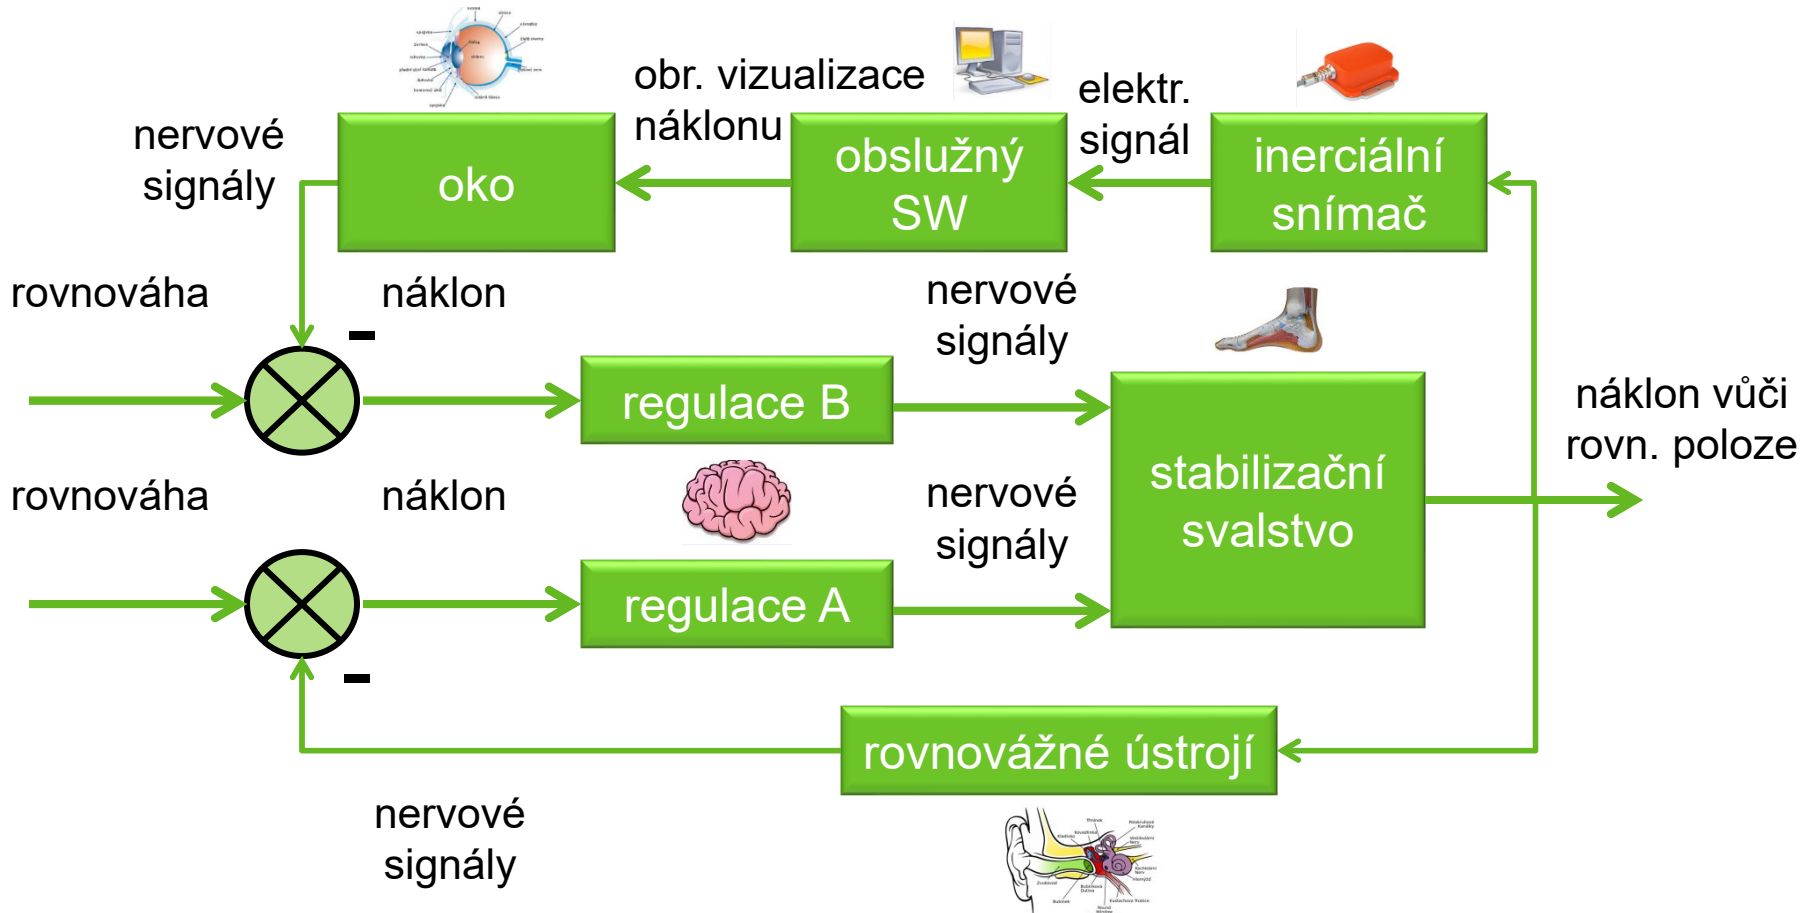 obr. vizualizace
náklonu
elektr.
signál
nervové
signály
oko
obslužný
SW
inerciální
snímač
rovnováha
náklon
nervové
signály
-
regulace B
stabilizační
svalstvo
náklon vůči
rovn. poloze
rovnováha
náklon
nervové
signály
regulace A
-
rovnovážné ústrojí
nervové
signály